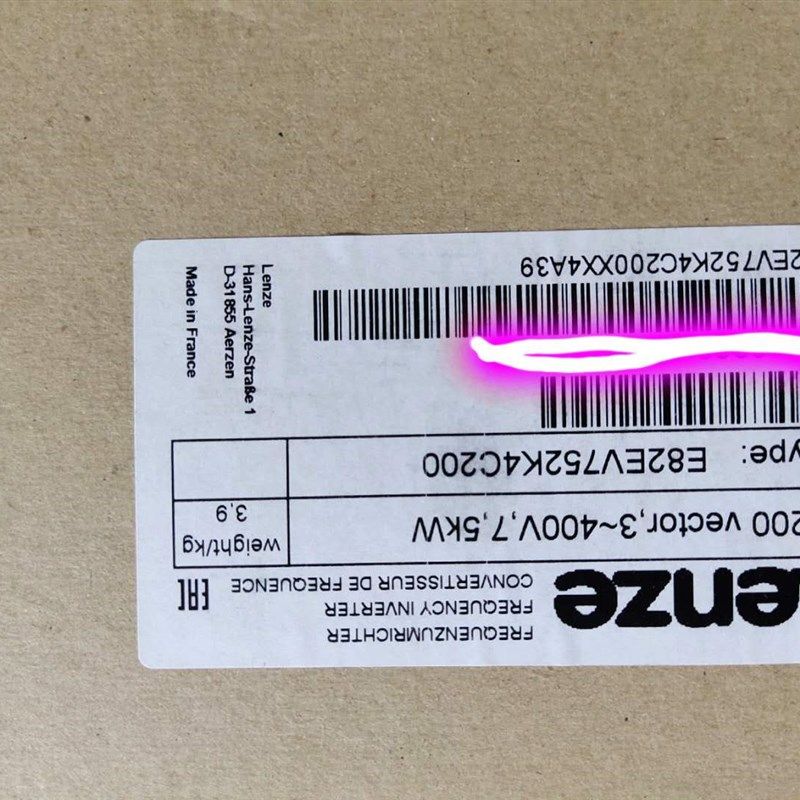 enze
FREQUENZUMRICHTER
FREQUENCY INVERTER
CONVERTISSEUR DE FREQUENCE
EAC
200 vector,3~400V,7,5kW
weight/kg
3,9
ype: E82EV752K4C200
2EV752K4C200XX4A39
Lenze
Hans-Lenze-Straße 1
D-31855 Aerzen
Made in France